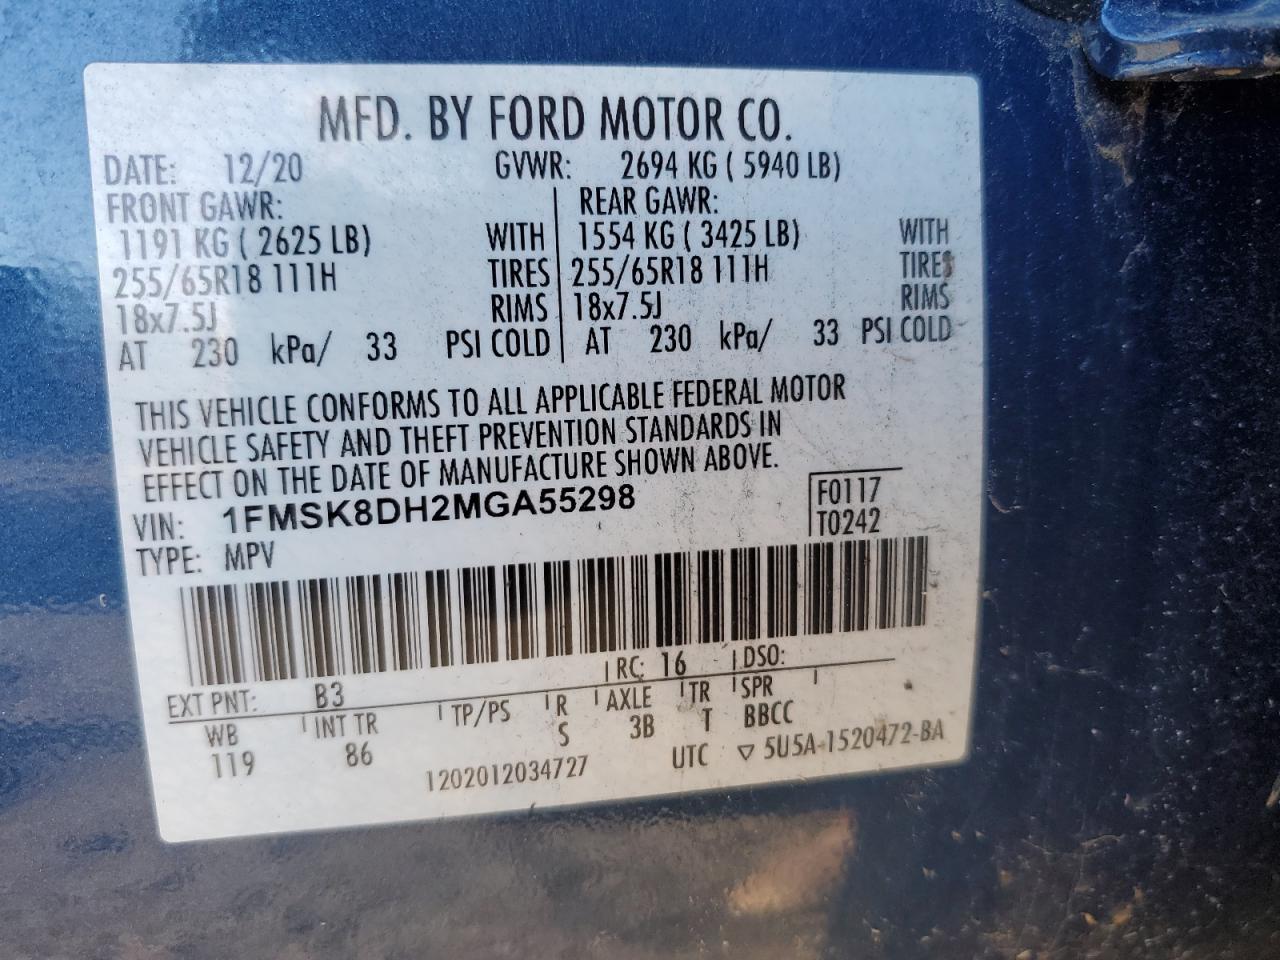 MFD. BY FORD MOTOR CO.
DATE: 12/20 GVWR: 2694 KG ( 5940 LB)
FRONT GAWR: REAR GAWR:
1191 KG ( 2625 LB) WITH 1554 KG ( 3425 LB) WITH
255/65R18 111H TIRES 255/65R18 111H TIRES
18x7.5J RIMS 18x7.5J RIMS
AT 230 kPa/ 33 PSI COLD AT 230 kPa/ 33 PSI COLD
THIS VEHICLE CONFORMS TO ALL APPLICABLE FEDERAL MOTOR
VEHICLE SAFETY AND THEFT PREVENTION STANDARDS IN
EFFECT ON THE DATE OF MANUFACTURE SHOWN ABOVE.
VIN: 1FMSK8DH2MGA55298 F0117
TYPE: MPV T0242
EXT PNT: B3 RC: 16 DSO:
WB INT TR TP/PS R AXLE TR SPR
119 86 S 3B T BBCC
1202012034727 UTC ▽ 5U5A-1520472-BA